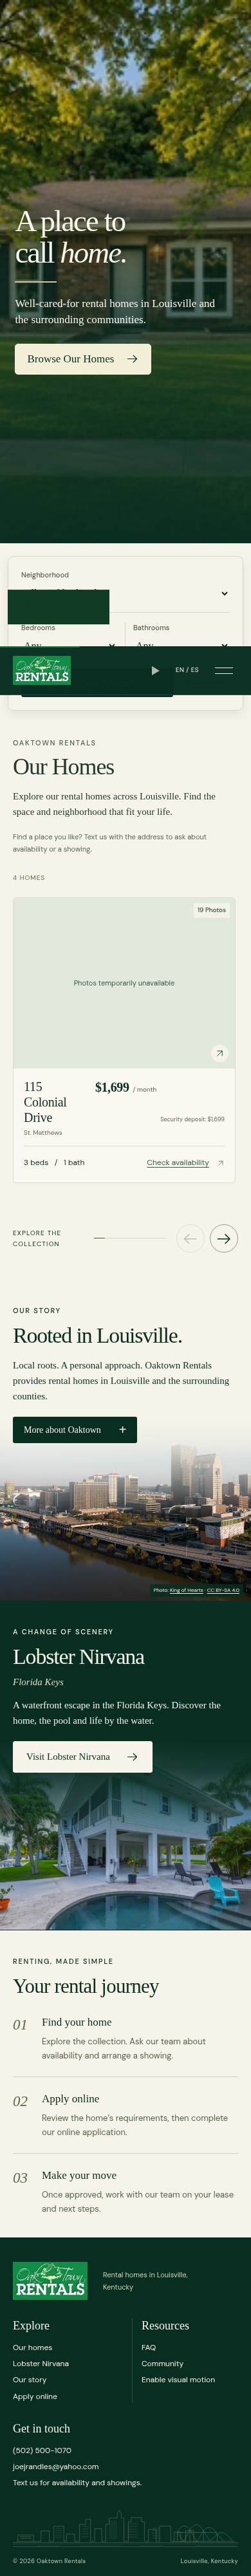 A place to
call home.
Well-cared-for rental homes in Louisville and
the surrounding communities.
Browse Our Homes
Neighborhood
Bedrooms
Bathrooms
Any
Any
Oaktown
RENTALS
EN / ES
OAKTOWN RENTALS
Our Homes
Explore our rental homes across Louisville. Find the
space and neighborhood that fit your life.
Find a place you like? Text us with the address to ask about
availability or a showing.
4 HOMES
19 Photos
Photos temporarily unavailable
115
Colonial
Drive
$1,699 / month
Security deposit: $1,699
St. Matthews
3 beds / 1 bath
Check availability
EXPLORE THE
COLLECTION
OUR STORY
Rooted in Louisville.
Local roots. A personal approach. Oaktown Rentals
provides rental homes in Louisville and the surrounding
counties.
More about Oaktown +
Photo: King of Hearts · CC BY-SA 4.0
A CHANGE OF SCENERY
Lobster Nirvana
Florida Keys
A waterfront escape in the Florida Keys. Discover the
home, the pool and life by the water.
Visit Lobster Nirvana
RENTING, MADE SIMPLE
Your rental journey
01 Find your home
Explore the collection. Ask our team about
availability and arrange a showing.
02 Apply online
Review the home's requirements, then complete
our online application.
03 Make your move
Once approved, work with our team on your lease
and next steps.
Oaktown
RENTALS
Rental homes in Louisville,
Kentucky
Explore
Our homes
Lobster Nirvana
Our story
Apply online
Resources
FAQ
Community
Enable visual motion
Get in touch
(502) 500-1070
joejrandles@yahoo.com
Text us for availability and showings.
© 2026 Oaktown Rentals
Louisville, Kentucky